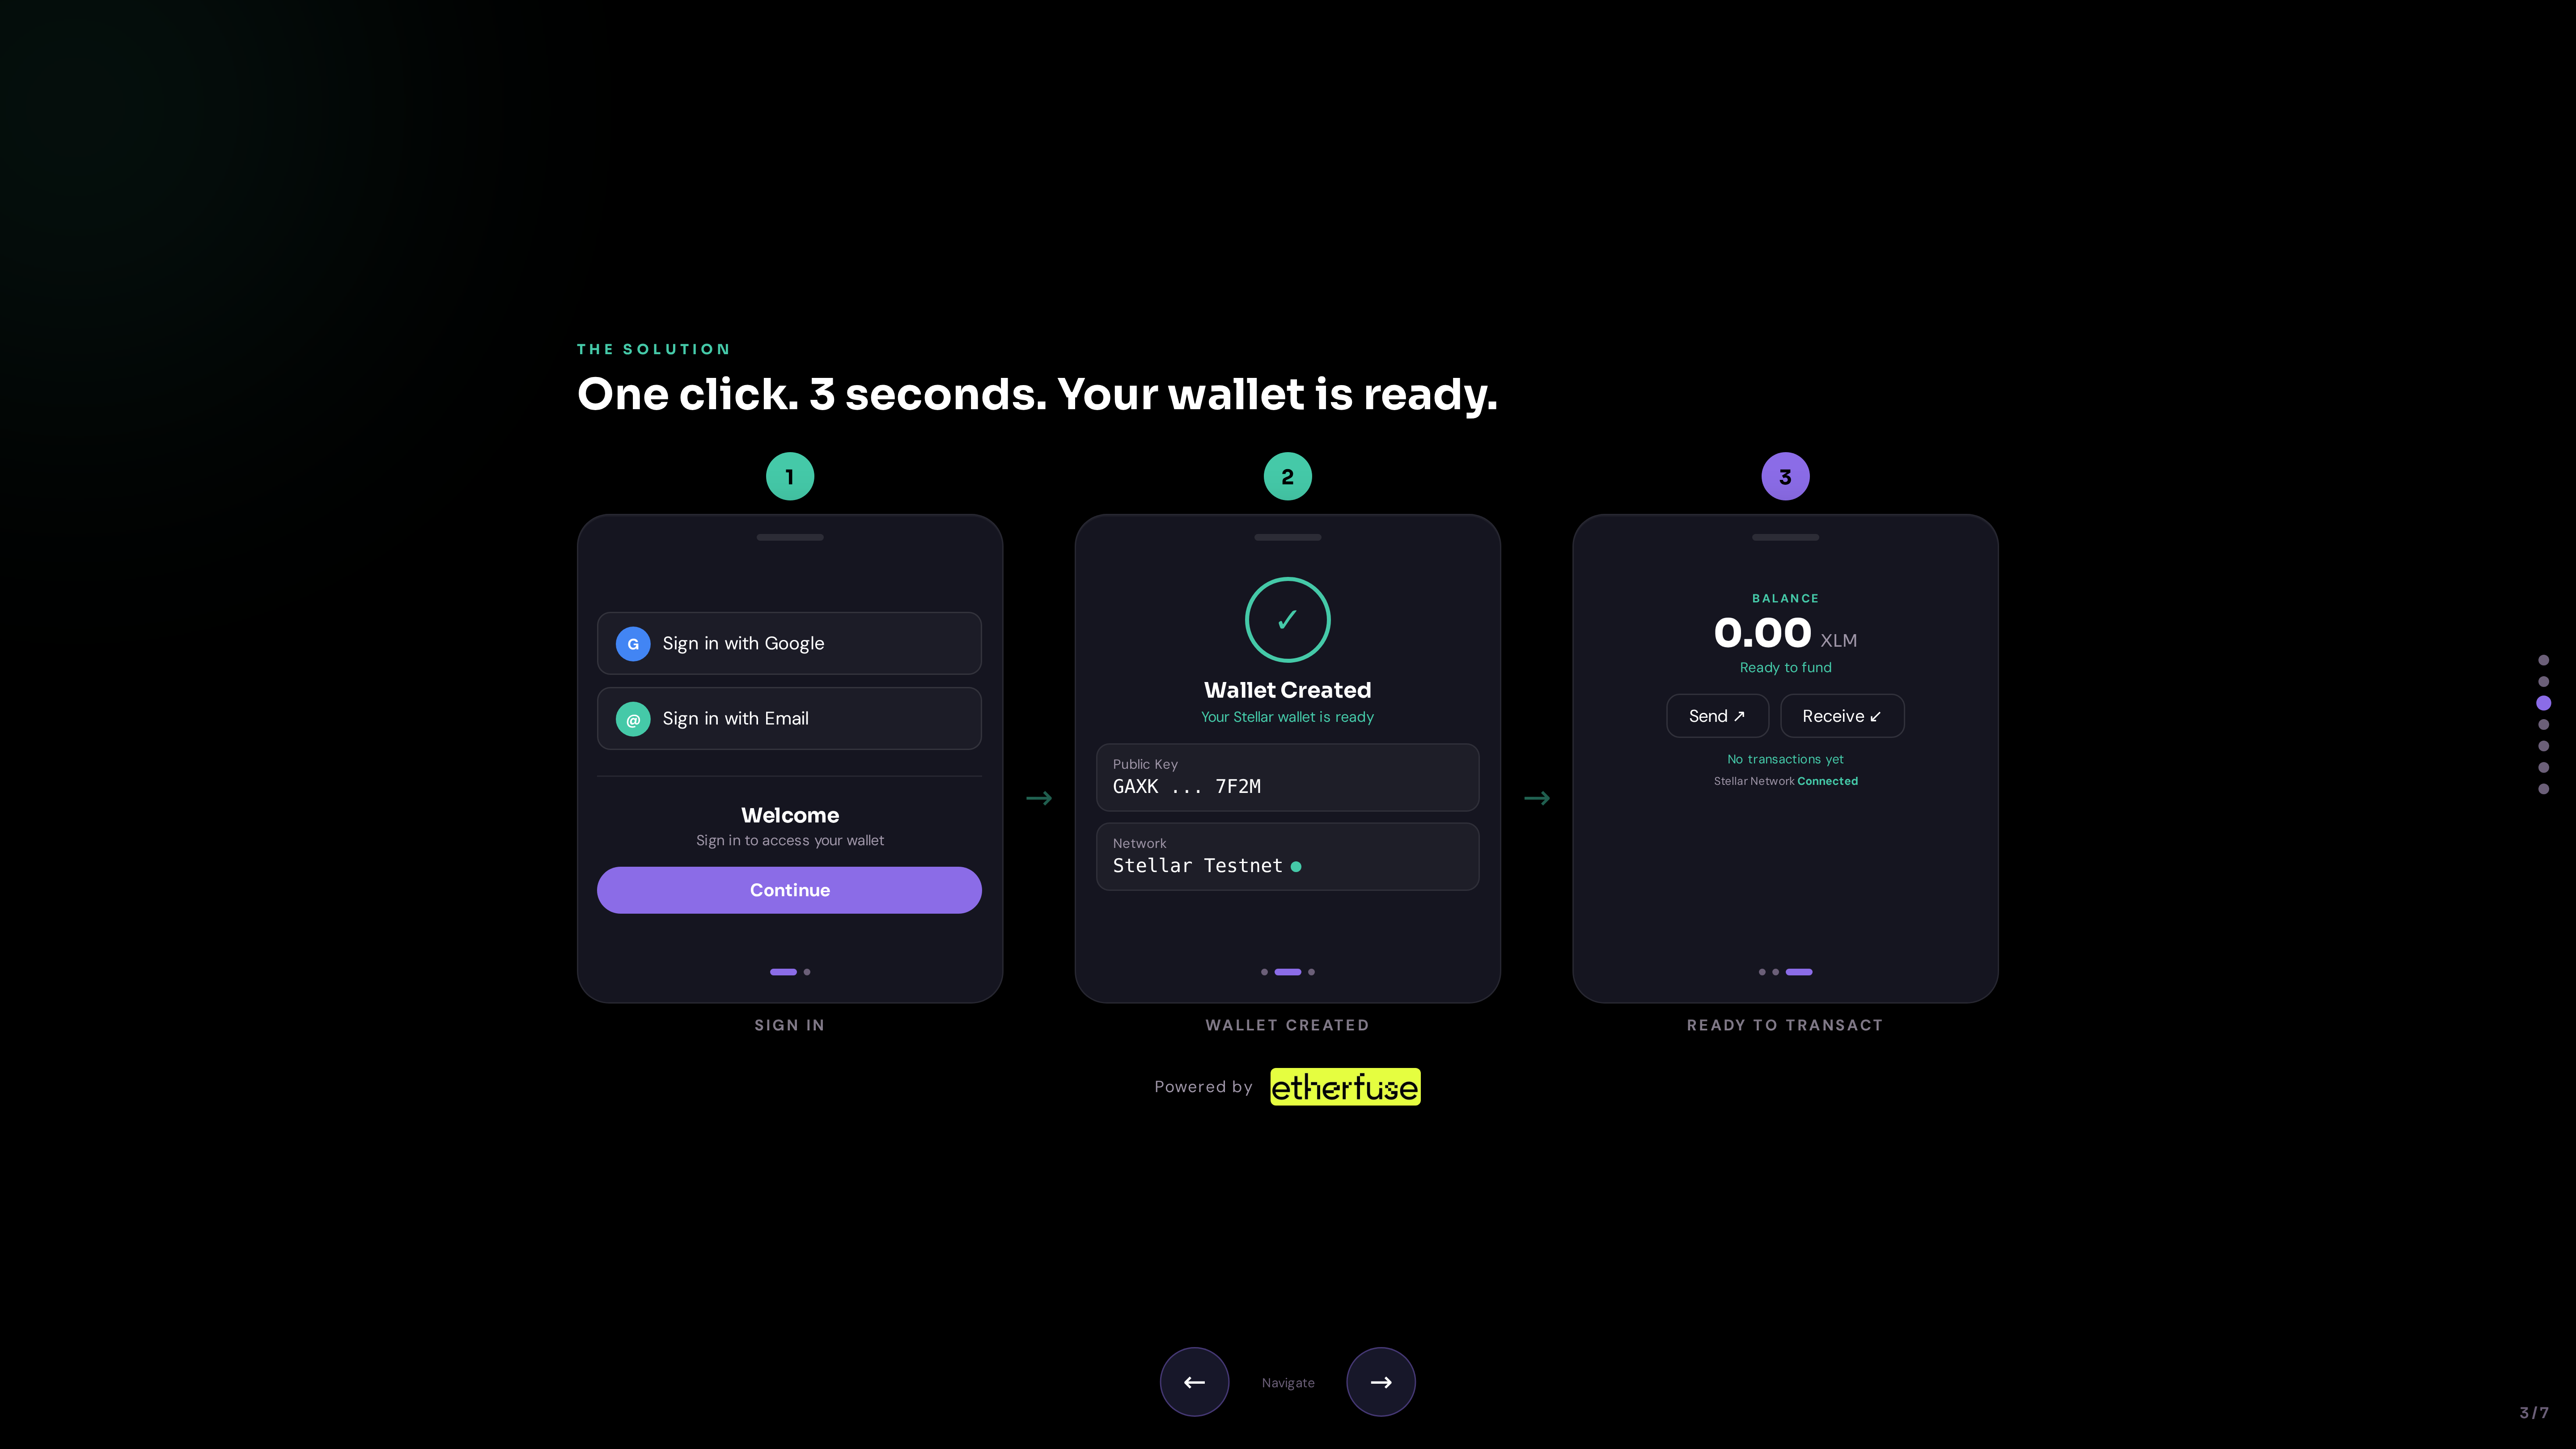 THE SOLUTION
One click. 3 seconds. Your wallet is ready.
1
G
Sign in with Google
@
Sign in with Email
Welcome
Sign in to access your wallet
Continue
SIGN IN
→
2
✓
Wallet Created
Your Stellar wallet is ready
Public Key
GAXK ... 7F2M
Network
Stellar Testnet
WALLET CREATED
→
3
BALANCE
0.00 XLM
Ready to fund
Send ↗
Receive ↙
No transactions yet
Stellar Network Connected
READY TO TRANSACT
Powered by etherfuse
← Navigate →
3/7